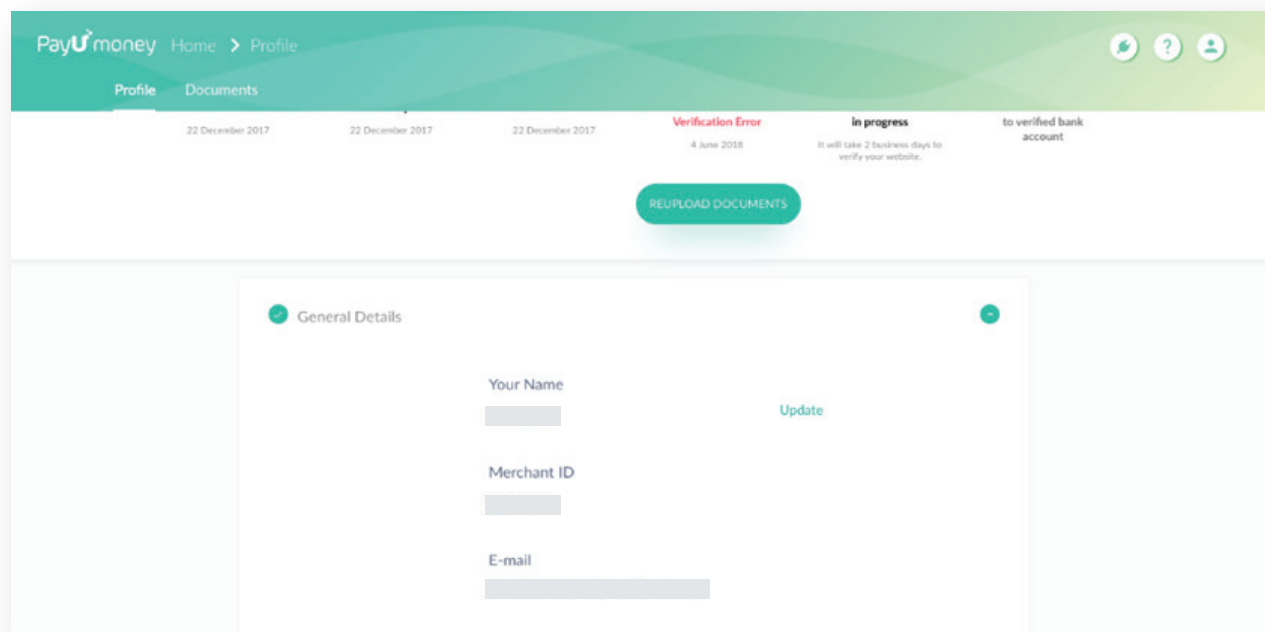 PayUmoney Home > Profile
Profile Documents
22 December 2017
22 December 2017
22 December 2017
Verification Error
4 June 2018
in progress
It will take 2 business days to
verify your website.
to verified bank
account
REUPLOAD DOCUMENTS
General Details
Your Name
Update
Merchant ID
E-mail